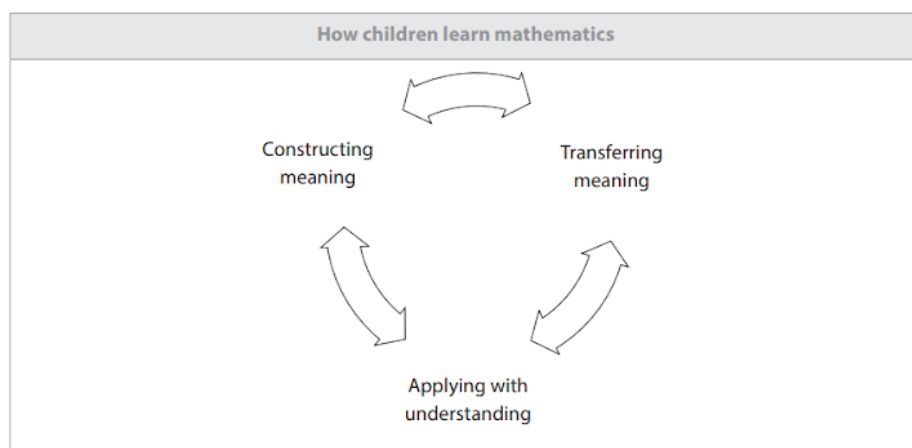 How children learn mathematics
Constructing
meaning
Transferring
meaning
Applying with
understanding